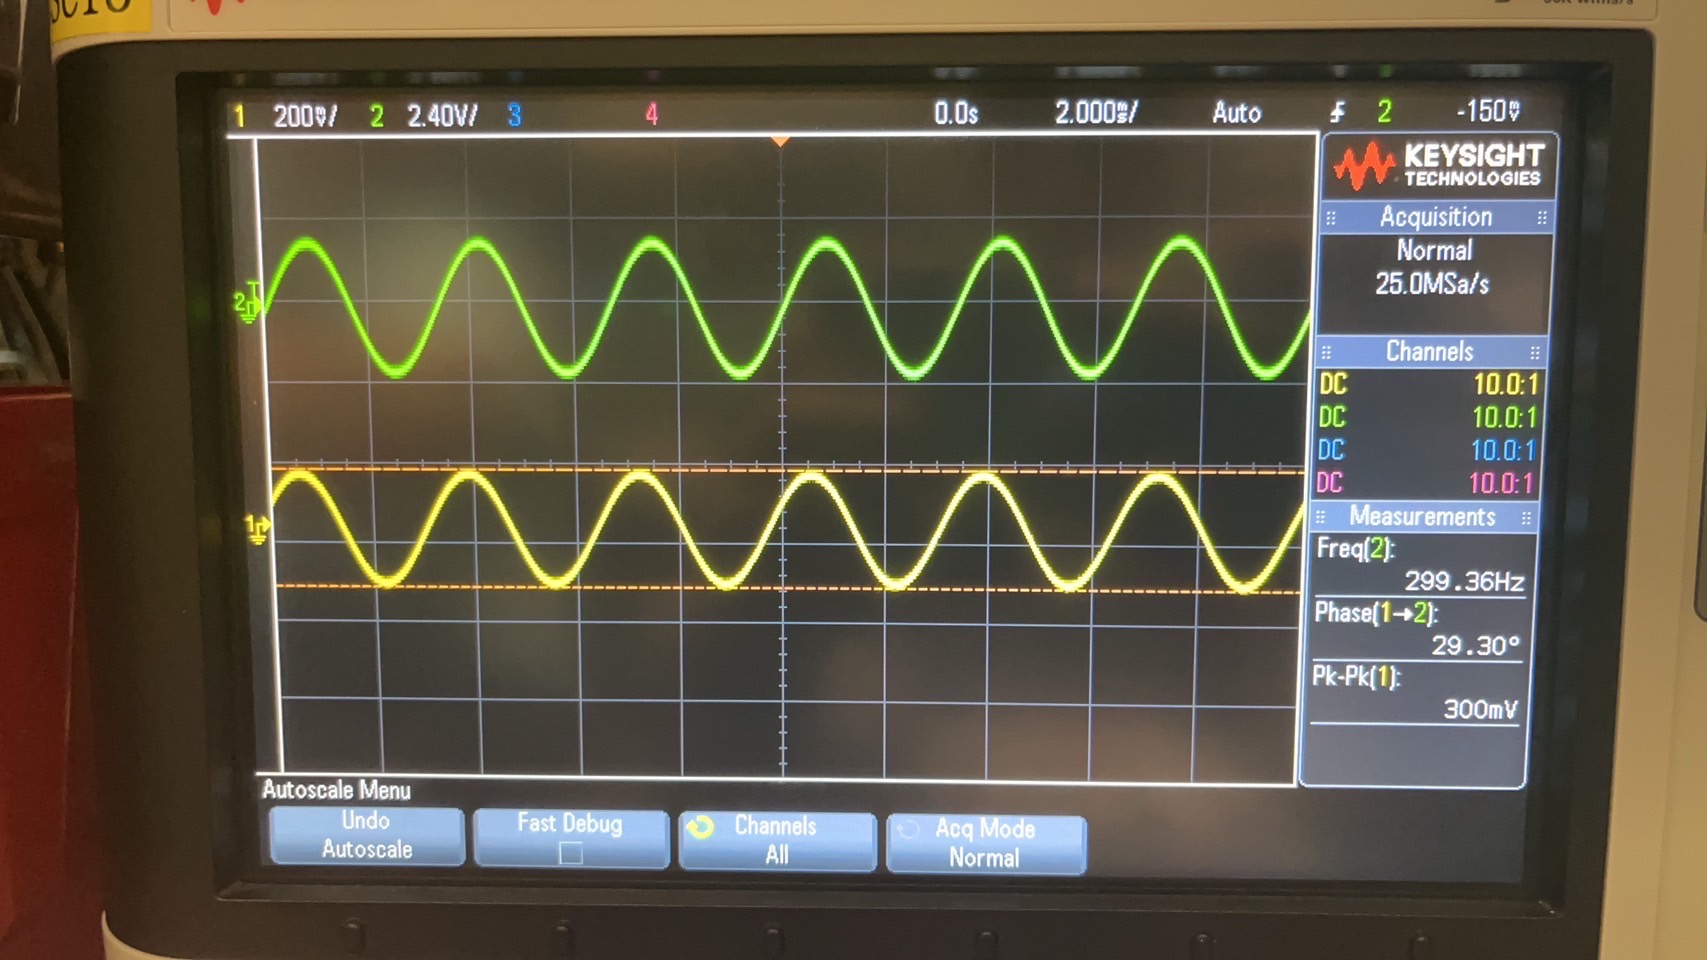 1 200mV/ 2 2.40V/ 3 4 0.0s 2.000ms/ Auto 2 -150mV
KEYSIGHT
TECHNOLOGIES
Acquisition
Normal
25.0MSa/s
Channels
DC 10.0:1
DC 10.0:1
DC 10.0:1
DC 10.0:1
Measurements
Freq(2):
299.36Hz
Phase(1→2):
29.30°
Pk-Pk(1):
300mV
2
1
Autoscale Menu
Undo
Autoscale
Fast Debug
Channels
All
Acq Mode
Normal